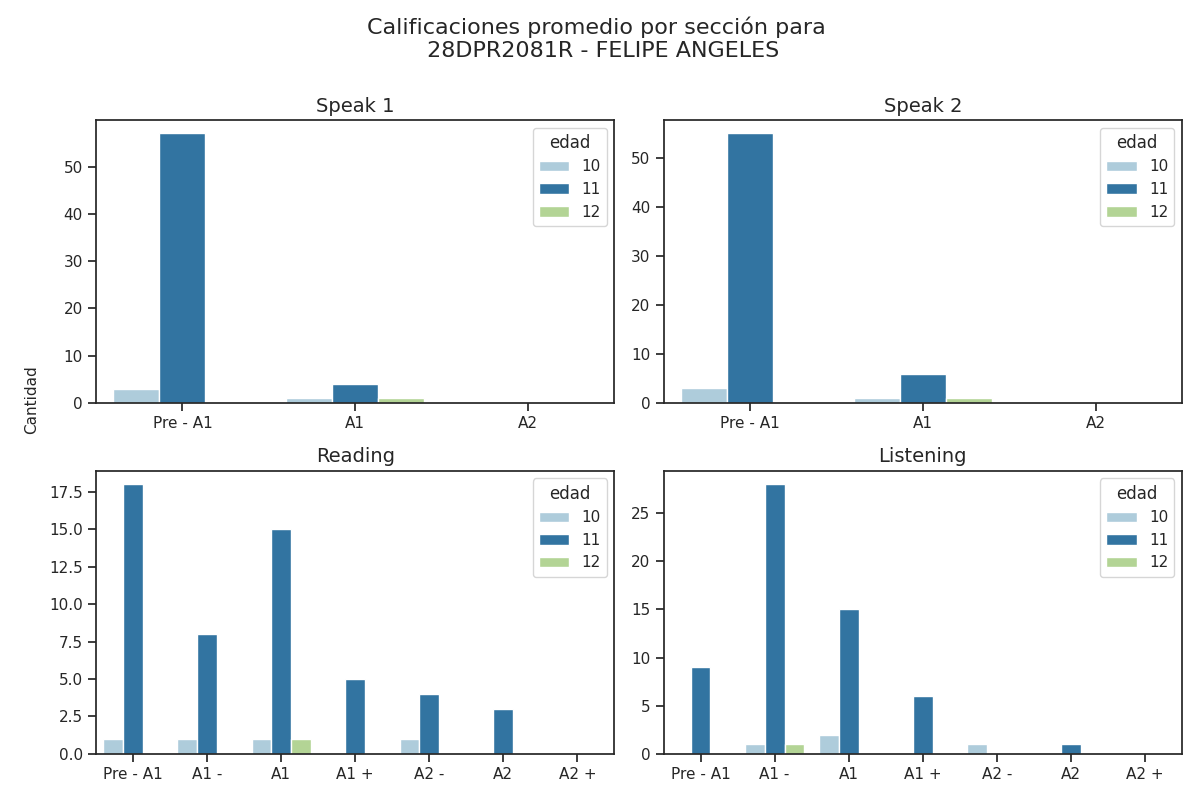 Calificaciones promedio por sección para
28DPR2081R - FELIPE ANGELES
Speak 1
Speak 2
edad
10
11
12
edad
10
11
12
50
40
30
20
10
0
50
40
30
20
10
0
Pre - A1
A1
A2
Pre - A1
A1
A2
Cantidad
Reading
Listening
edad
10
11
12
edad
10
11
12
17.5
15.0
12.5
10.0
7.5
5.0
2.5
0.0
25
20
15
10
5
0
Pre - A1
A1 -
A1
A1 +
A2 -
A2
A2 +
Pre - A1
A1 -
A1
A1 +
A2 -
A2
A2 +